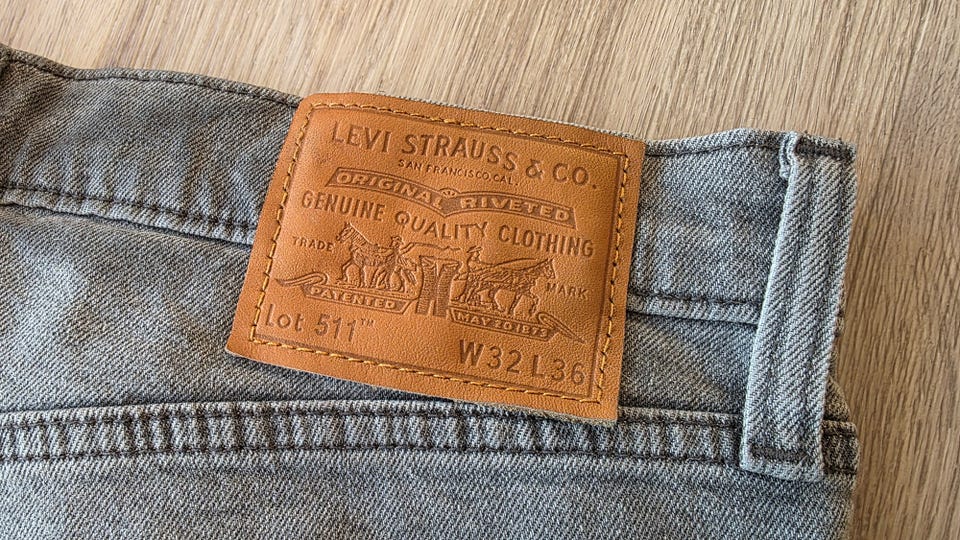 LEVI STRAUSS & CO.
SAN FRANCISCO, CAL.
ORIGINAL RIVETED
GENUINE QUALITY CLOTHING
TRADE MARK
PATENTED MAY 20 1873
Lot 511™
W32 L36